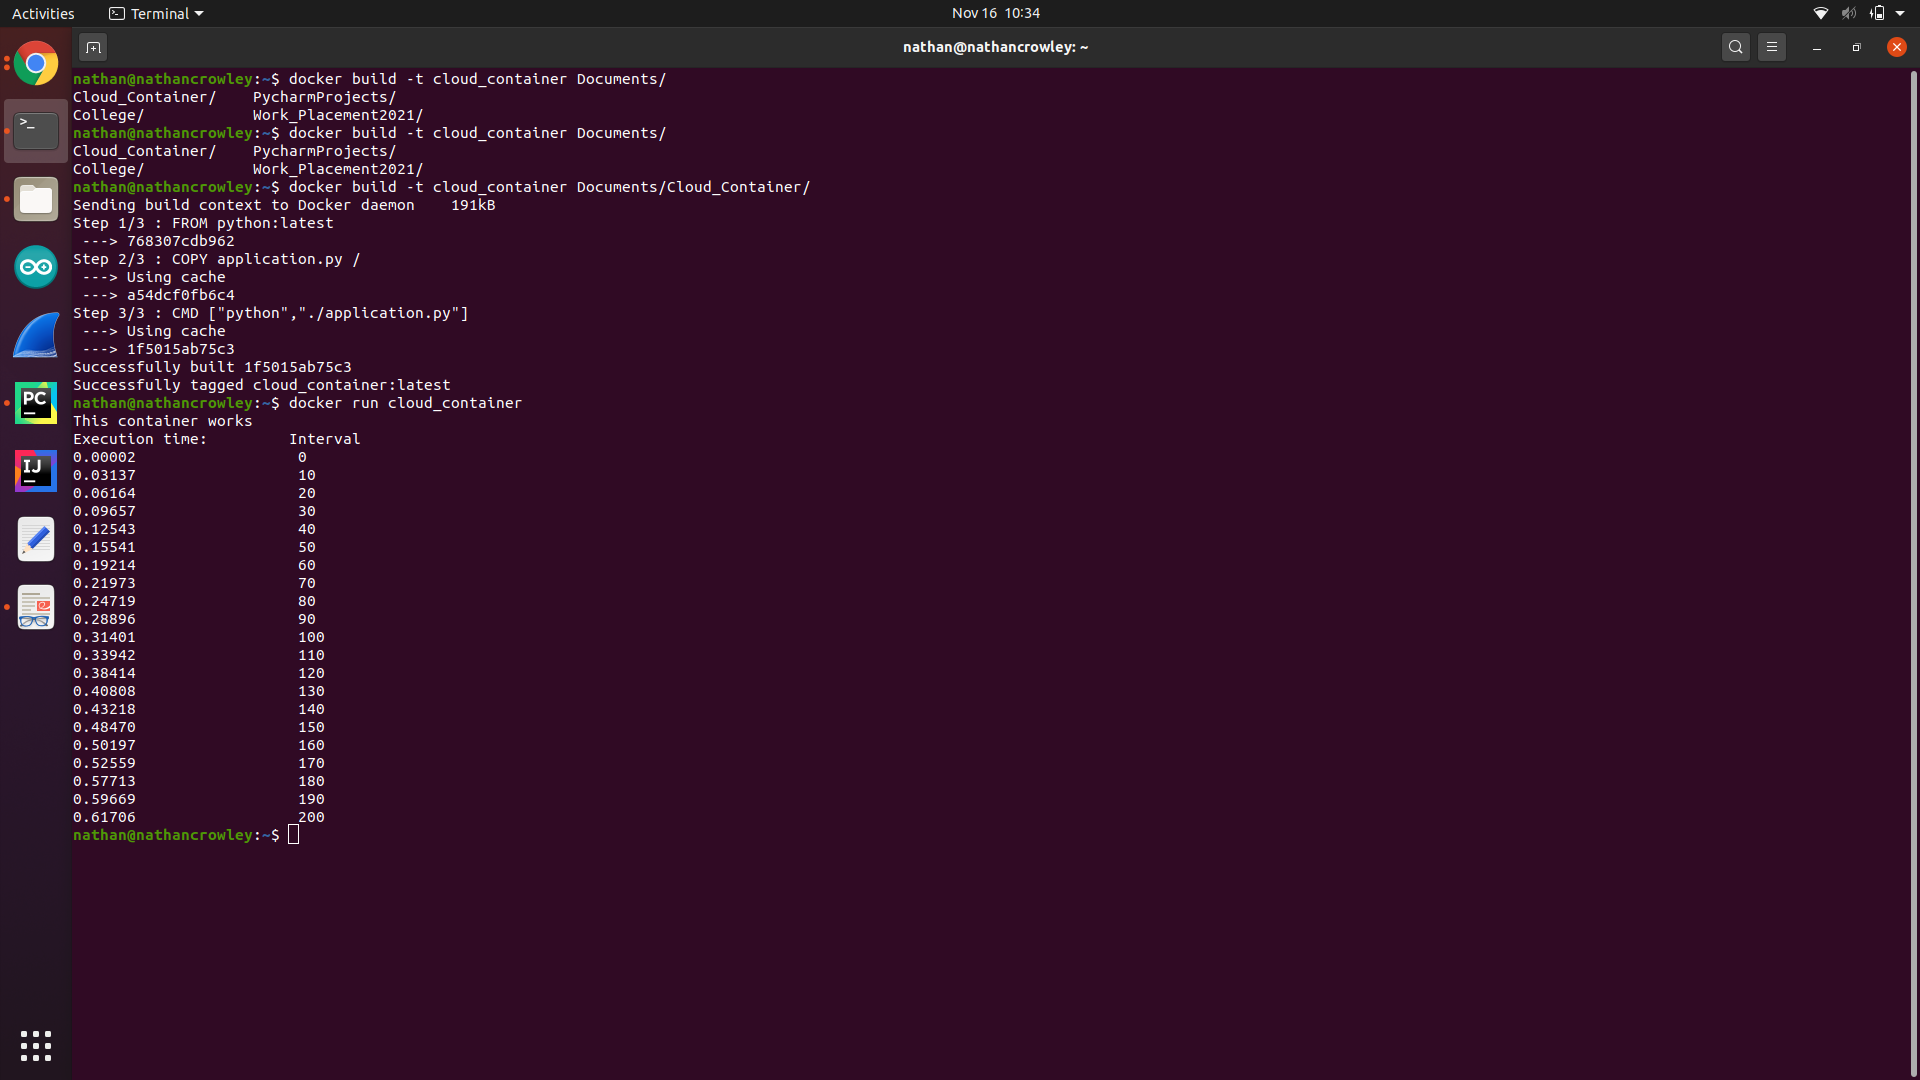 Activities Terminal Nov 16 10:34
nathan@nathancrowley: ~
nathan@nathancrowley:~$ docker build -t cloud_container Documents/
Cloud_Container/    PycharmProjects/
College/            Work_Placement2021/
nathan@nathancrowley:~$ docker build -t cloud_container Documents/
Cloud_Container/    PycharmProjects/
College/            Work_Placement2021/
nathan@nathancrowley:~$ docker build -t cloud_container Documents/Cloud_Container/
Sending build context to Docker daemon    191kB
Step 1/3 : FROM python:latest
 ---> 768307cdb962
Step 2/3 : COPY application.py /
 ---> Using cache
 ---> a54dcf0fb6c4
Step 3/3 : CMD ["python","./application.py"]
 ---> Using cache
 ---> 1f5015ab75c3
Successfully built 1f5015ab75c3
Successfully tagged cloud_container:latest
nathan@nathancrowley:~$ docker run cloud_container
This container works
Execution time:         Interval
0.00002                  0
0.03137                  10
0.06164                  20
0.09657                  30
0.12543                  40
0.15541                  50
0.19214                  60
0.21973                  70
0.24719                  80
0.28896                  90
0.31401                  100
0.33942                  110
0.38414                  120
0.40808                  130
0.43218                  140
0.48470                  150
0.50197                  160
0.52559                  170
0.57713                  180
0.59669                  190
0.61706                  200
nathan@nathancrowley:~$
>_
PC
IJ